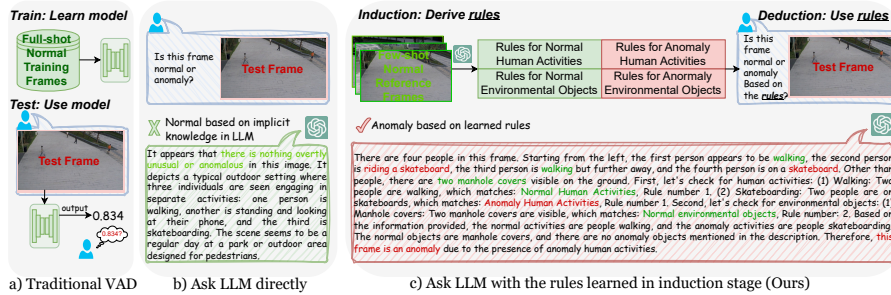 Train: Learn model
Full-shot
Normal
Training
Frames
Test: Use model
Test Frame
output
0.834
0.834?
a) Traditional VAD
Is this
frame
normal or
anomaly?
Test Frame
Normal based on implicit
knowledge in LLM
It appears that there is nothing overtly
unusual or anomalous in this image. It
depicts a typical outdoor setting where
three individuals are seen engaging in
separate activities: one person is
walking, another is standing and looking
at their phone, and the third is
skateboarding. The scene seems to be a
regular day at a park or outdoor area
designed for pedestrians.
b) Ask LLM directly
Induction: Derive rules
Few-shot
Normal
Reference
Frames
Rules for Normal
Human Activities
Rules for Anomaly
Human Activities
Rules for Normal
Environmental Objects
Rules for Anormaly
Environmental Objects
Deduction: Use rules
Is this
frame
normal or
anomaly
Based on
the rules?
Test Frame
Anomaly based on learned rules
There are four people in this frame. Starting from the left, the first person appears to be walking, the second person
is riding a skateboard, the third person is walking but further away, and the fourth person is on a skateboard. Other than
people, there are two manhole covers visible on the ground. First, let's check for human activities: (1) Walking: Two
people are walking, which matches: Normal Human Activities, Rule number 1. (2) Skateboarding: Two people are on
skateboards, which matches: Anomaly Human Activities, Rule number 1. Second, let's check for environmental objects: (1)
Manhole covers: Two manhole covers are visible, which matches: Normal environmental objects, Rule number: 2. Based on
the information provided, the normal activities are people walking, and the anomaly activities are people skateboarding.
The normal objects are manhole covers, and there are no anomaly objects mentioned in the description. Therefore, this
frame is an anomaly due to the presence of anomaly human activities.
c) Ask LLM with the rules learned in induction stage (Ours)